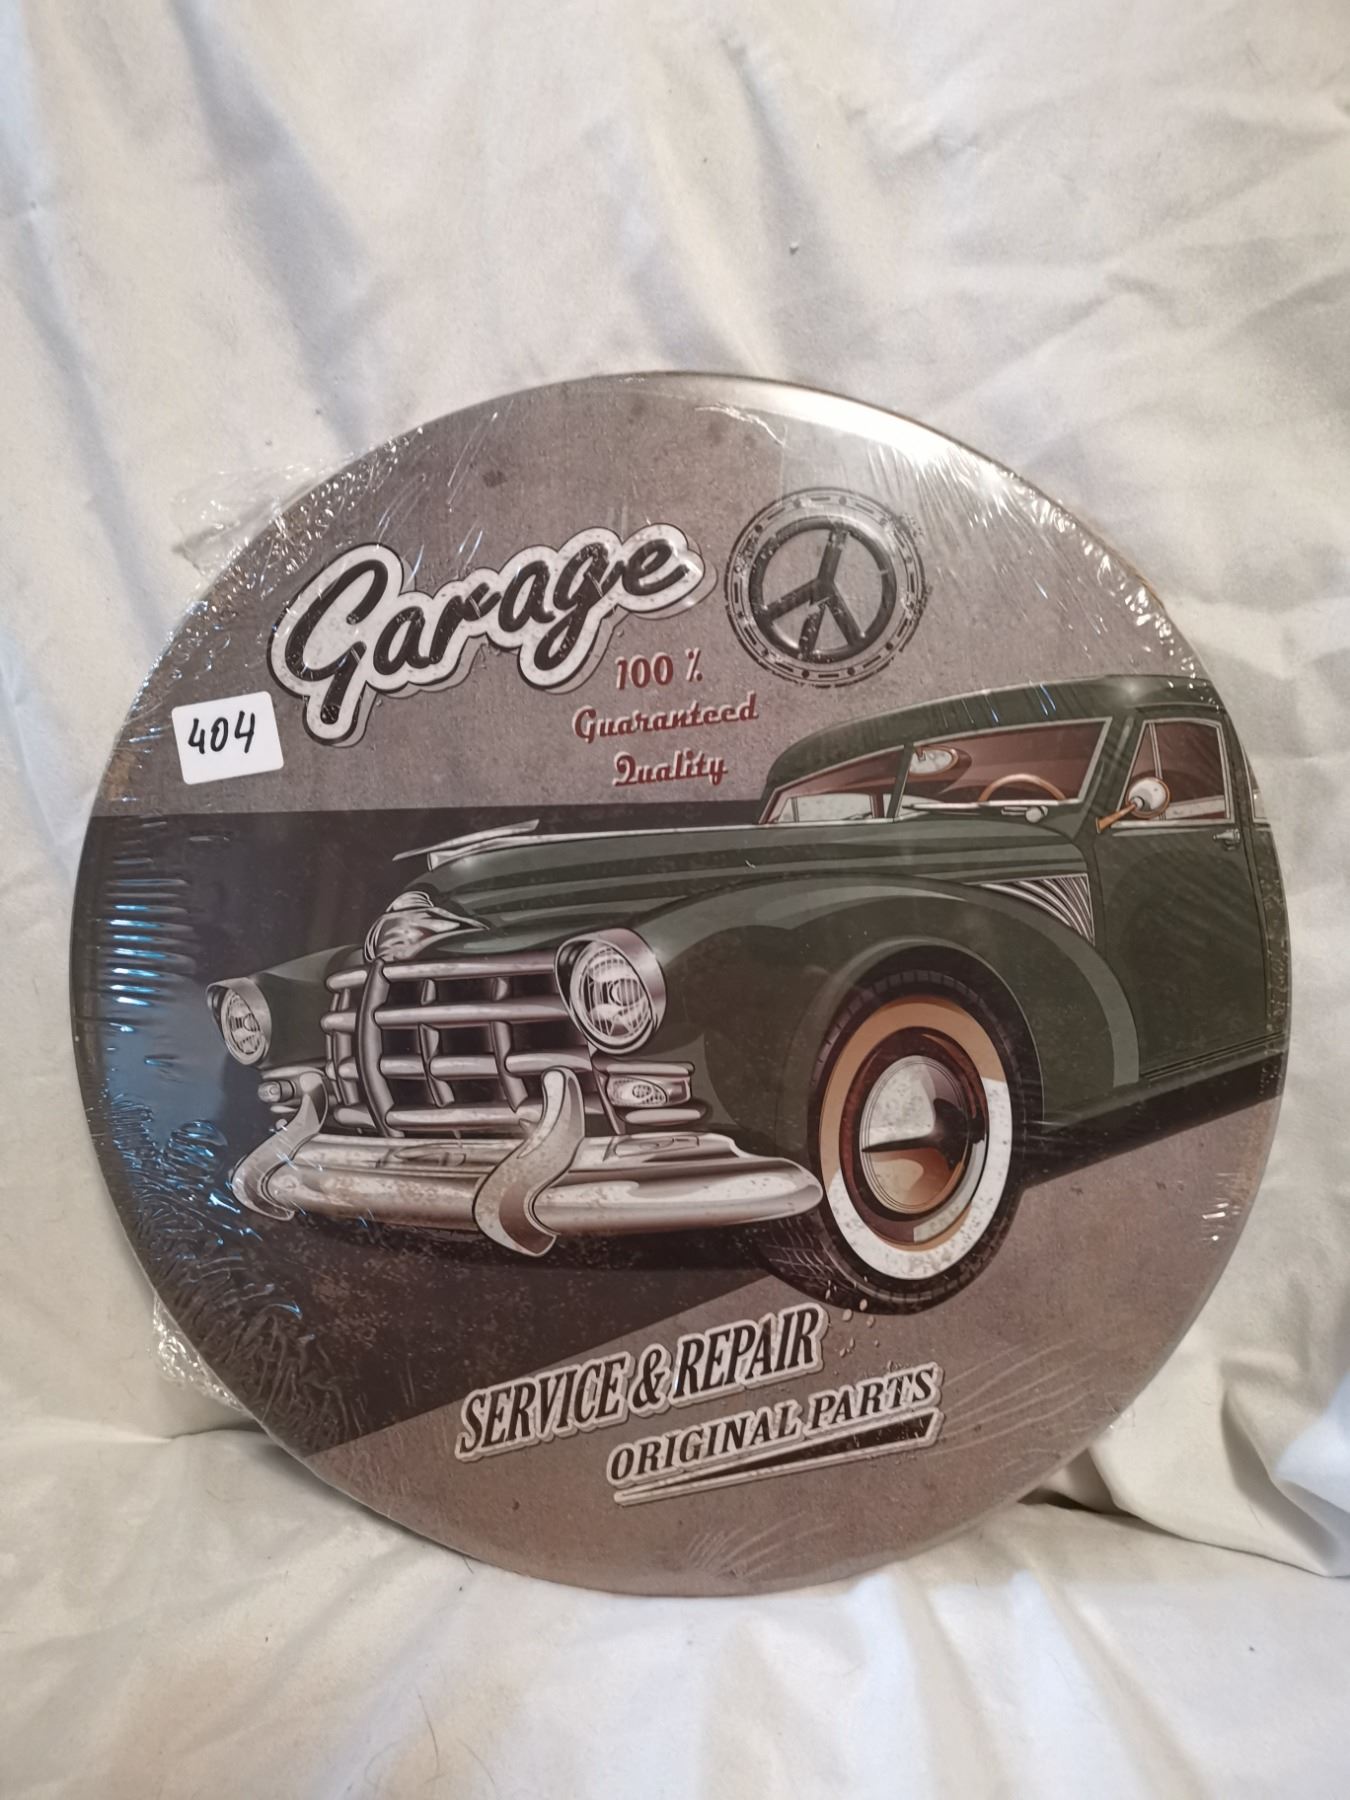 Garage
100 %
Guaranteed
Quality
404
SERVICE & REPAIR
ORIGINAL PARTS